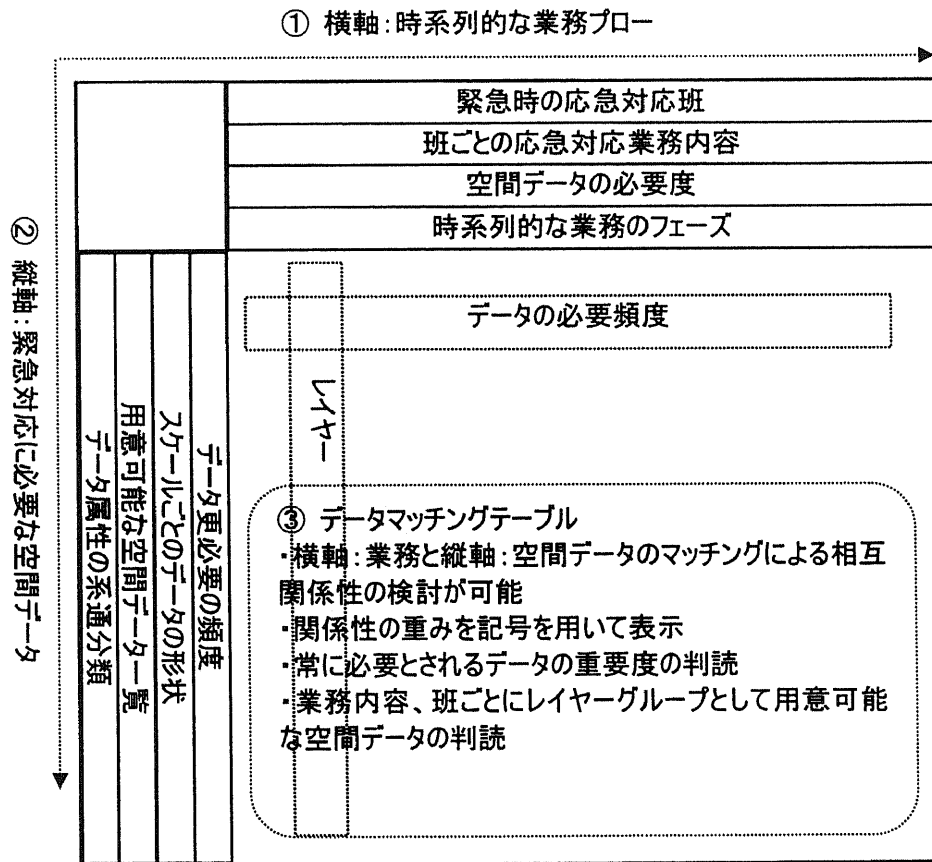 ① 横軸：時系列的な業務プロー
緊急時の応急対応班
班ごとの応急対応業務内容
空間データの必要度
時系列的な業務のフェーズ
② 縦軸：緊急対応に必要な空間データ
データ属性の系通分類
用意可能な空間データ一覧
スケールごとのデータの形状
データ更必要の頻度
データの必要頻度
レイヤー
③ データマッチングテーブル
・横軸：業務と縦軸：空間データのマッチングによる相互
関係性の検討が可能
・関係性の重みを記号を用いて表示
・常に必要とされるデータの重要度の判読
・業務内容、班ごとにレイヤーグループとして用意可能
な空間データの判読